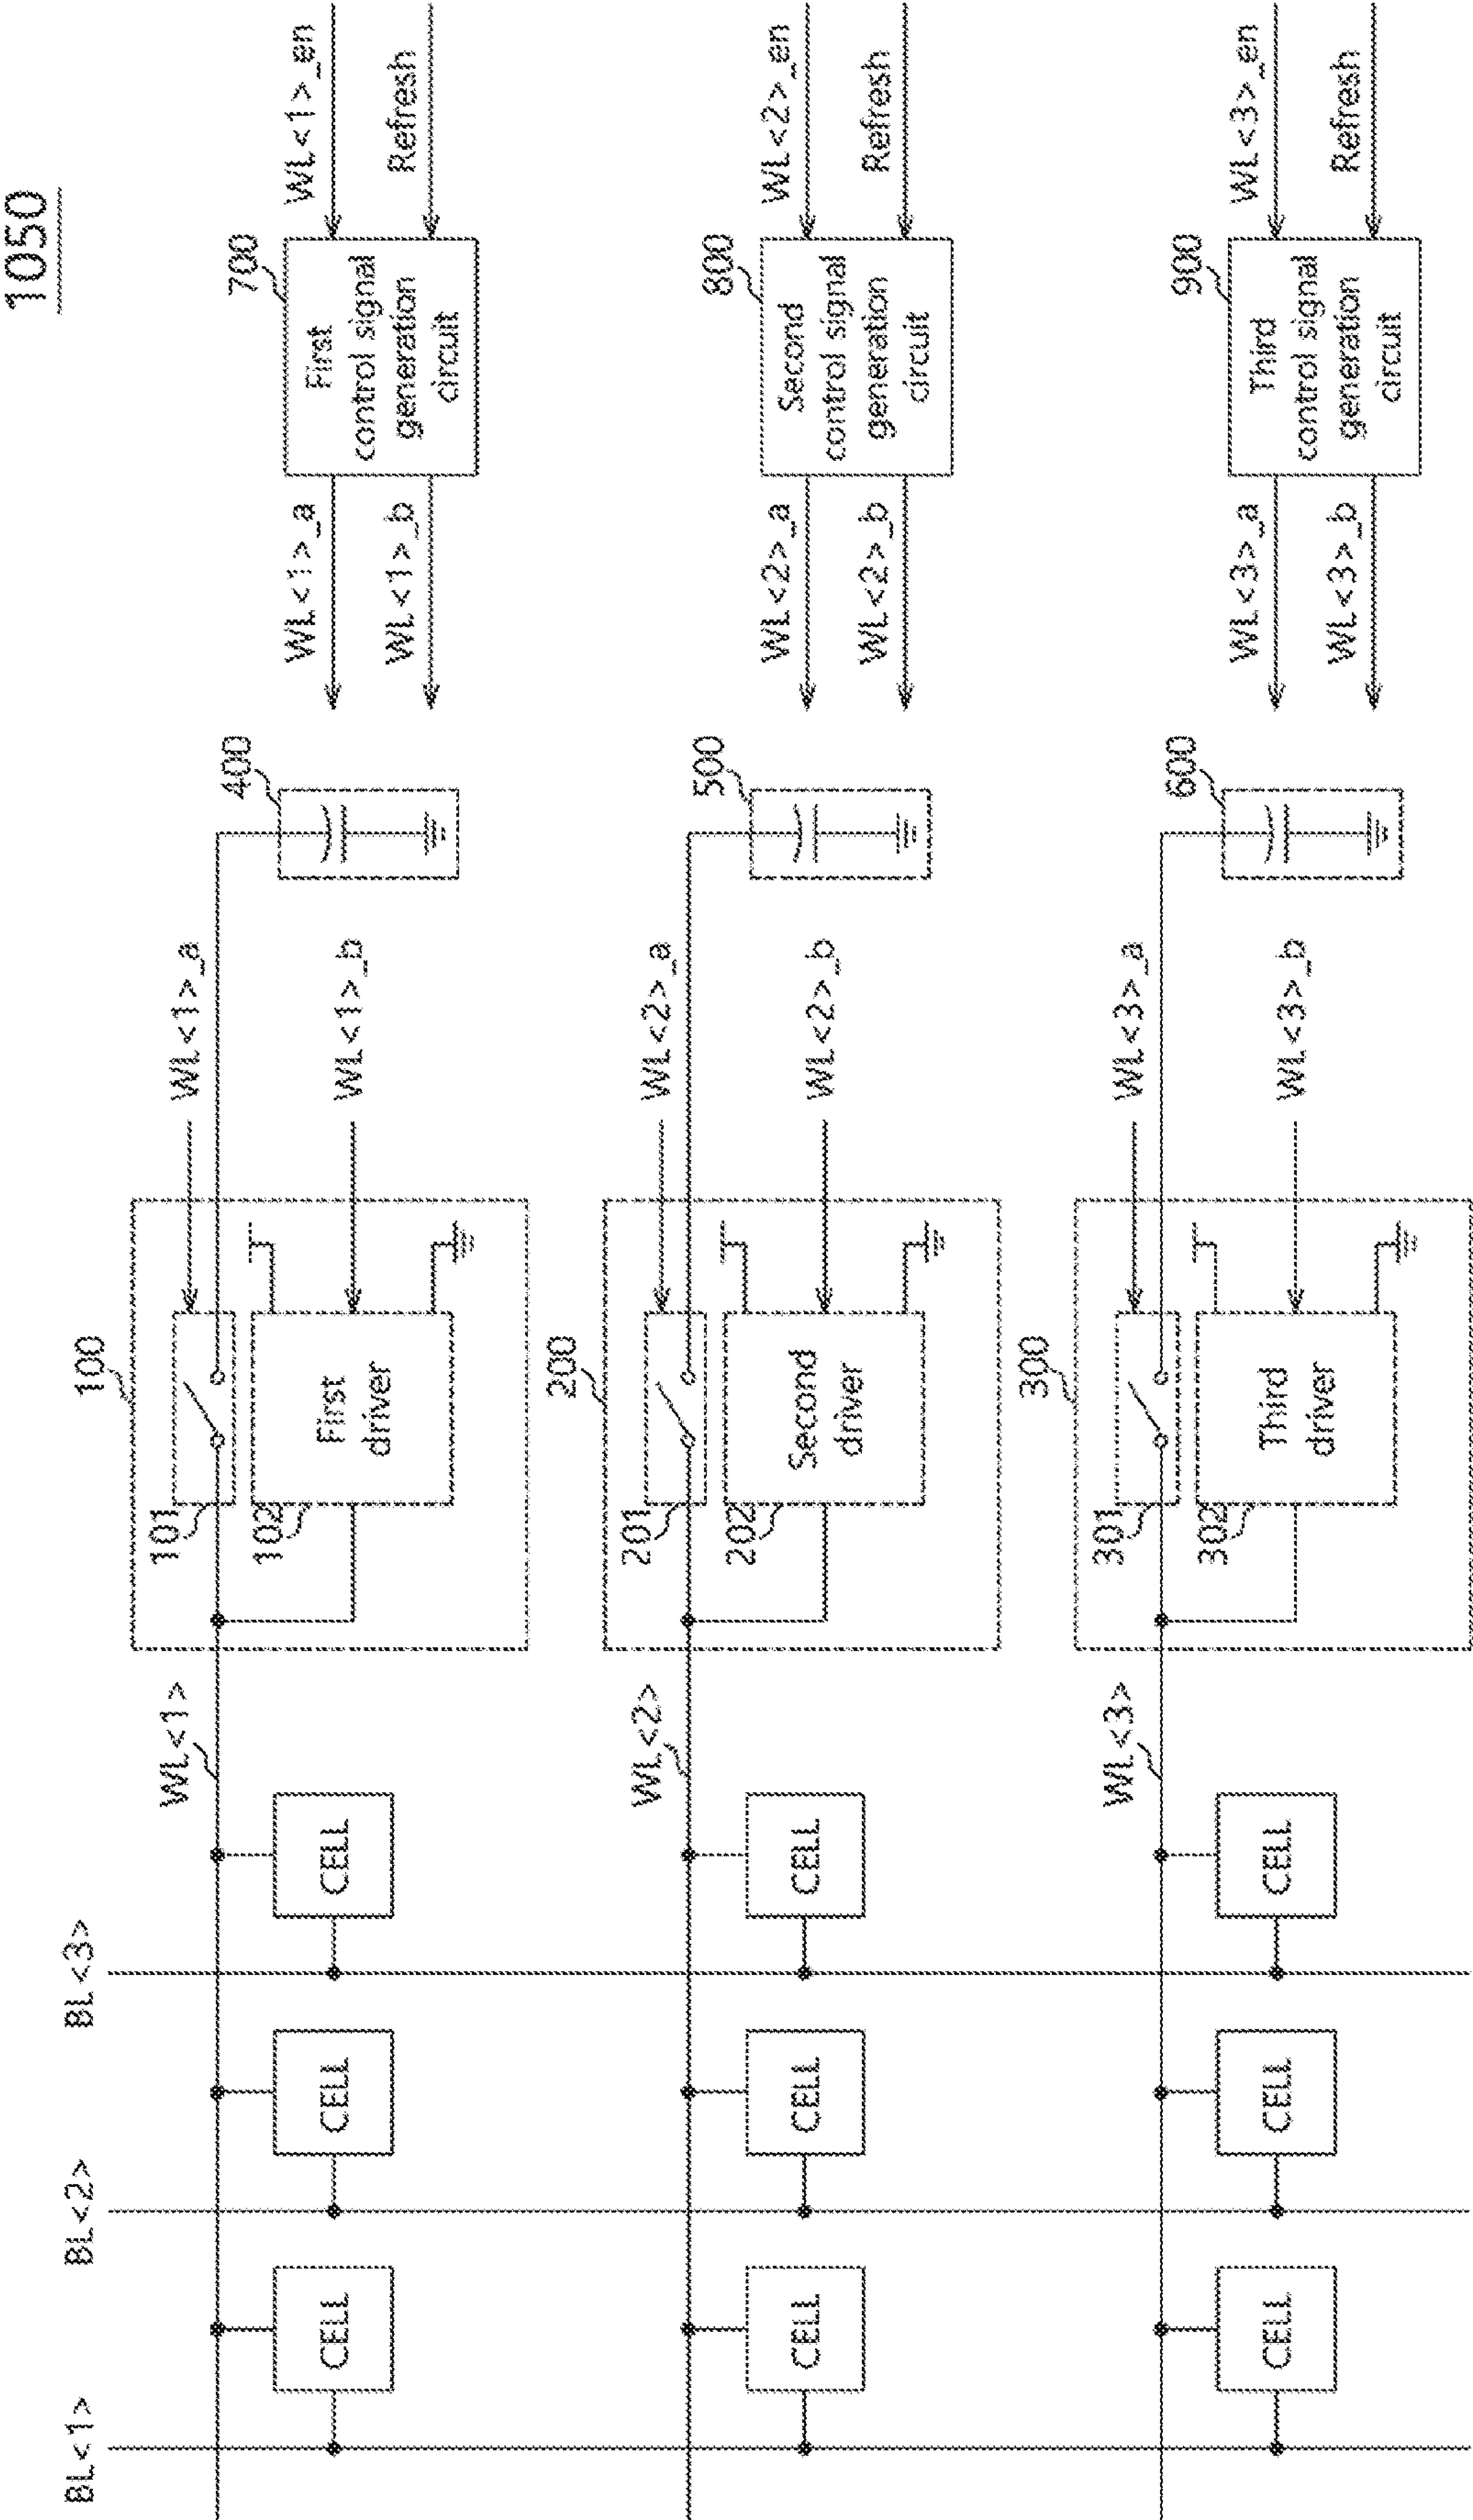 1050
BL<1>
BL<2>
BL<3>
WL<1>
100
101
102
First
driver
WL<1>_a
WL<1>_b
400
WL<1>_a
WL<1>_b
700
First
control signal
generation
circuit
WL<1>_en
Refresh
CELL
CELL
CELL
WL<2>
200
201
202
Second
driver
WL<2>_a
WL<2>_b
500
WL<2>_a
WL<2>_b
800
Second
control signal
generation
circuit
WL<2>_en
Refresh
CELL
CELL
CELL
WL<3>
300
301
302
Third
driver
WL<3>_a
WL<3>_b
600
WL<3>_a
WL<3>_b
900
Third
control signal
generation
circuit
WL<3>_en
Refresh
CELL
CELL
CELL